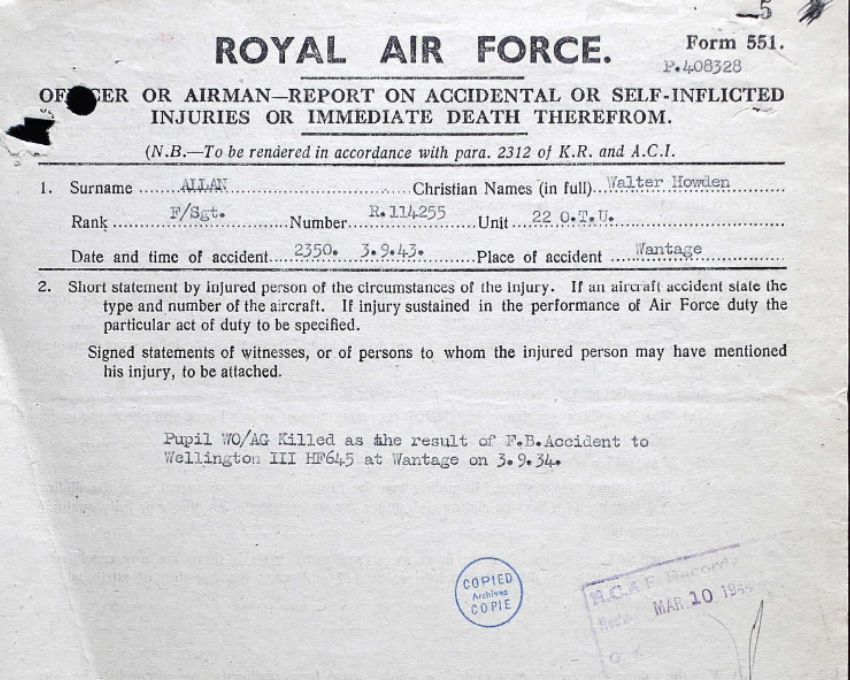 5
ROYAL AIR FORCE.
Form 551.
P.408328
OF CER OR AIRMAN—REPORT ON ACCIDENTAL OR SELF-INFLICTED
INJURIES OR IMMEDIATE DEATH THEREFROM.
(N.B.—To be rendered in accordance with para. 2312 of K.R. and A.C.I.
1. Surname ALLAN Christian Names (in full) Walter Howden
Rank F/Sgt. Number R.114255 Unit 22 O.T.U.
Date and time of accident 2350. 3.9.43. Place of accident Wantage
2. Short statement by injured person of the circumstances of the injury. If an aircraft accident state the
type and number of the aircraft. If injury sustained in the performance of Air Force duty the
particular act of duty to be specified.
Signed statements of witnesses, or of persons to whom the injured person may have mentioned
his injury, to be attached.
Pupil WO/AG Killed as the result of F.B.Accident to
Wellington III HF645 at Wantage on 3.9.34.
COPIED
Archives
COPIE
R.C.A.F. Records
MAR 10 194